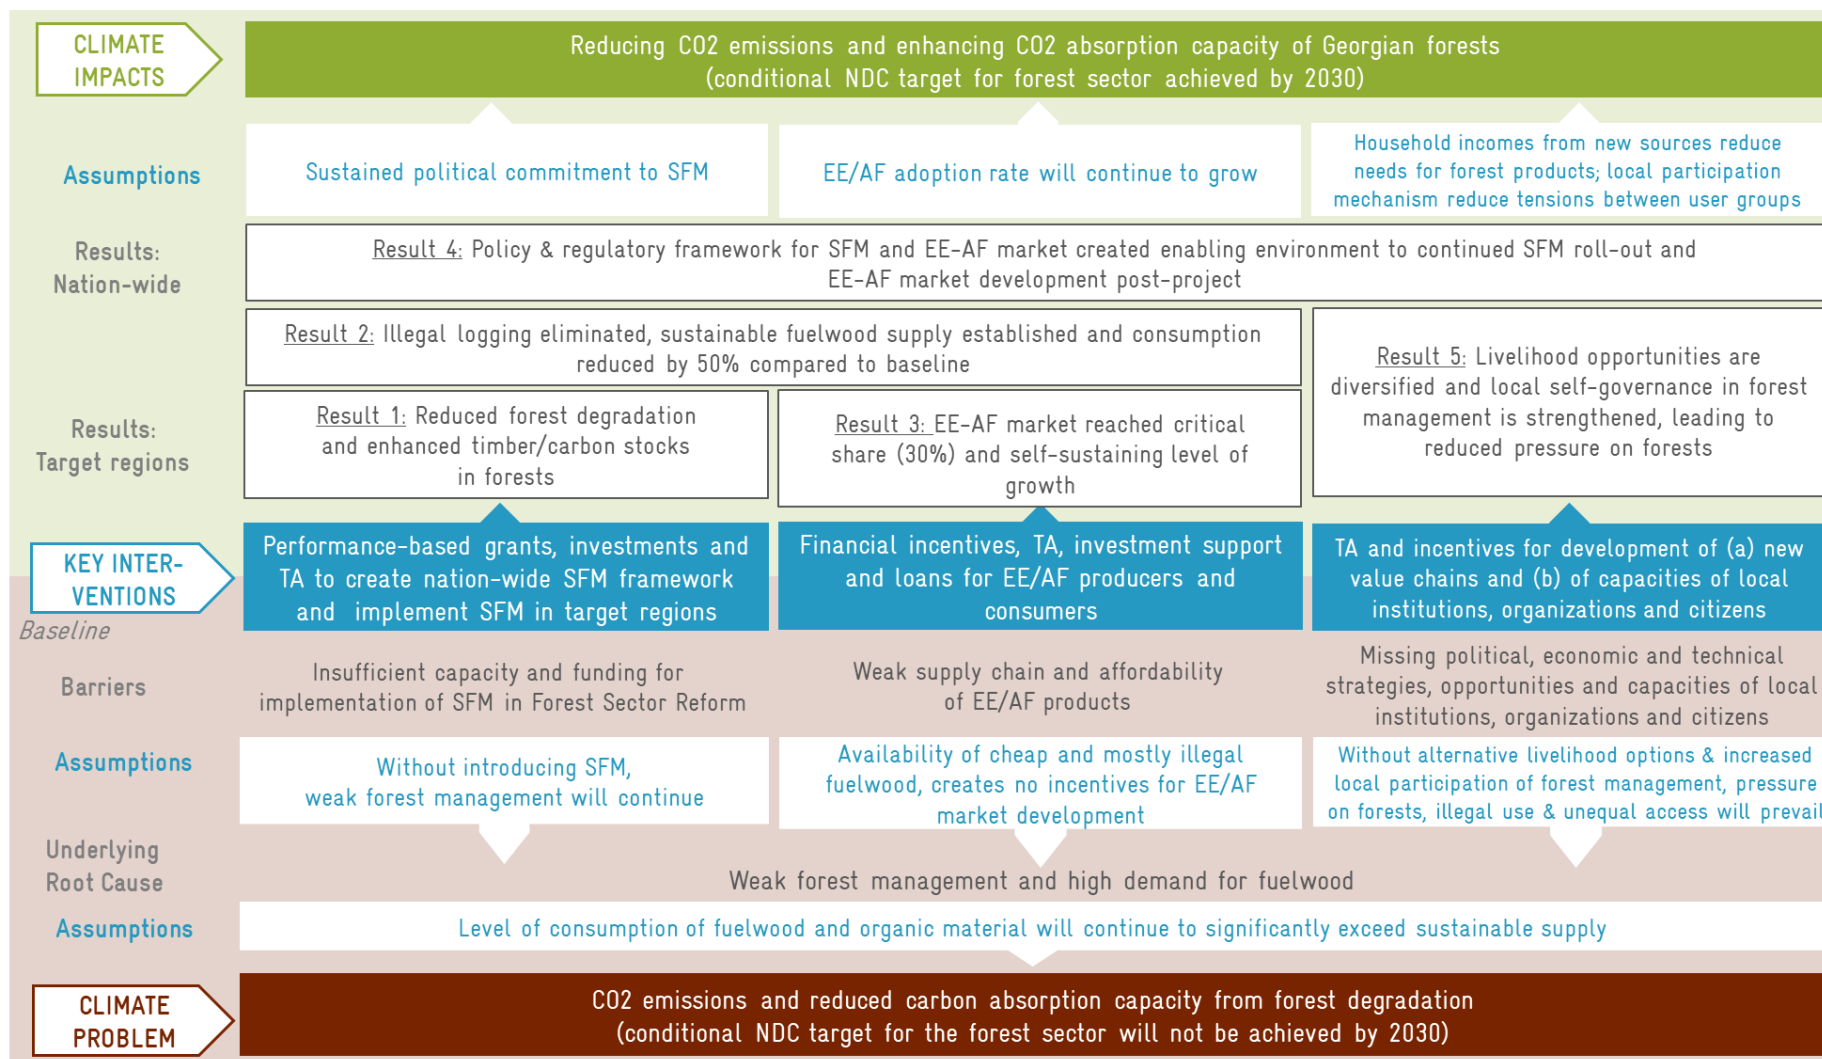 CLIMATE
IMPACTS
Reducing CO2 emissions and enhancing CO2 absorption capacity of Georgian forests
(conditional NDC target for forest sector achieved by 2030)
Assumptions
Sustained political commitment to SFM
EE/AF adoption rate will continue to grow
Household incomes from new sources reduce
needs for forest products; local participation
mechanism reduce tensions between user groups
Results:
Nation-wide
Result 4: Policy & regulatory framework for SFM and EE-AF market created enabling environment to continued SFM roll-out and
EE-AF market development post-project
Result 2: Illegal logging eliminated, sustainable fuelwood supply established and consumption
reduced by 50% compared to baseline
Results:
Target regions
Result 1: Reduced forest degradation
and enhanced timber/carbon stocks
in forests
Result 3: EE-AF market reached critical
share (30%) and self-sustaining level of
growth
Result 5: Livelihood opportunities are
diversified and local self-governance in forest
management is strengthened, leading to
reduced pressure on forests
KEY INTER-
VENTIONS
Performance-based grants, investments and
TA to create nation-wide SFM framework
and implement SFM in target regions
Financial incentives, TA, investment support
and loans for EE/AF producers and
consumers
TA and incentives for development of (a) new
value chains and (b) of capacities of local
institutions, organizations and citizens
Baseline
Barriers
Insufficient capacity and funding for
implementation of SFM in Forest Sector Reform
Weak supply chain and affordability
of EE/AF products
Missing political, economic and technical
strategies, opportunities and capacities of local
institutions, organizations and citizens
Assumptions
Without introducing SFM,
weak forest management will continue
Availability of cheap and mostly illegal
fuelwood, creates no incentives for EE/AF
market development
Without alternative livelihood options & increased
local participation of forest management, pressure
on forests, illegal use & unequal access will prevail
Underlying
Root Cause
Weak forest management and high demand for fuelwood
Assumptions
Level of consumption of fuelwood and organic material will continue to significantly exceed sustainable supply
CLIMATE
PROBLEM
CO2 emissions and reduced carbon absorption capacity from forest degradation
(conditional NDC target for the forest sector will not be achieved by 2030)